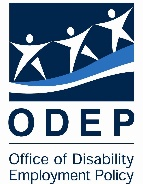 ODEP
Office of Disability
Employment Policy